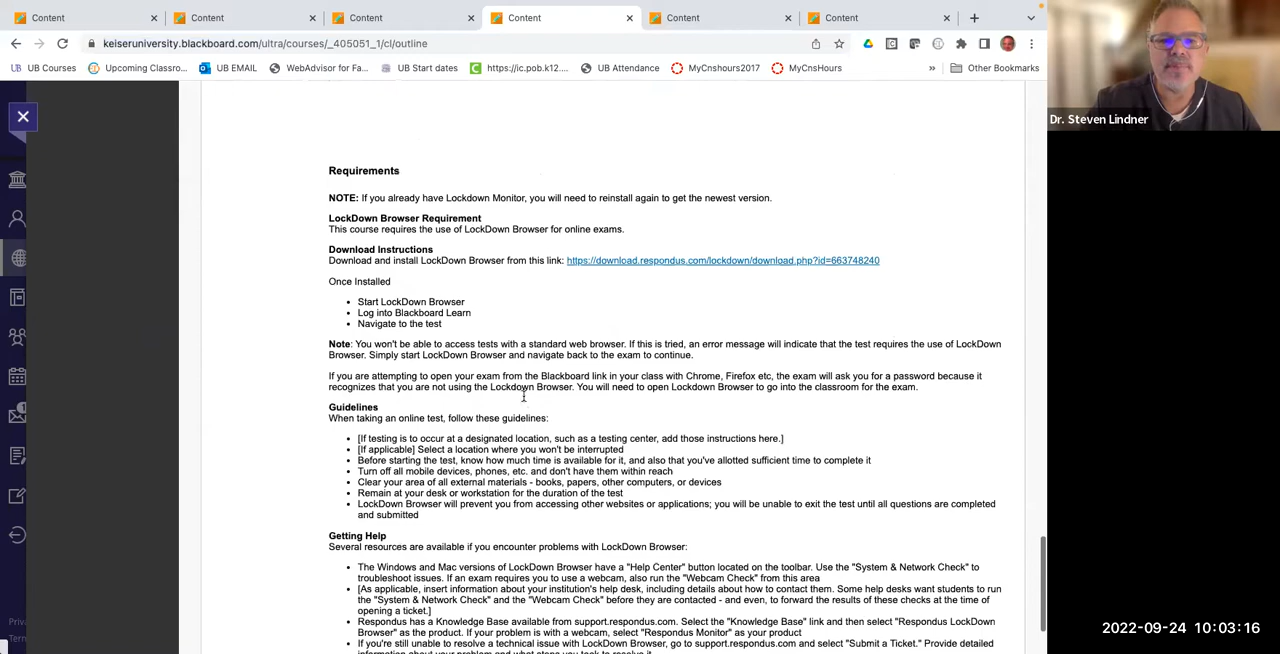 Content
Content
Content
Content
Content
Content
keiseruniversity.blackboard.com/ultra/courses/_405051_1/cl/outline
UB Courses
Upcoming Classro...
UB EMAIL
WebAdvisor for Fa...
UB Start dates
https://ic.pob.k12....
UB Attendance
MyCnshours2017
MyCnsHours
»
Other Bookmarks
Dr. Steven Lindner
Requirements
NOTE: If you already have Lockdown Monitor, you will need to reinstall again to get the newest version.
LockDown Browser Requirement
This course requires the use of LockDown Browser for online exams.
Download Instructions
Download and install LockDown Browser from this link: https://download.respondus.com/lockdown/download.php?id=663748240
Once Installed
• Start LockDown Browser
• Log into Blackboard Learn
• Navigate to the test
Note: You won't be able to access tests with a standard web browser. If this is tried, an error message will indicate that the test requires the use of LockDown
Browser. Simply start LockDown Browser and navigate back to the exam to continue.
If you are attempting to open your exam from the Blackboard link in your class with Chrome, Firefox etc, the exam will ask you for a password because it
recognizes that you are not using the Lockdown Browser. You will need to open Lockdown Browser to go into the classroom for the exam.
Guidelines
When taking an online test, follow these guidelines:
• [If testing is to occur at a designated location, such as a testing center, add those instructions here.]
• [If applicable] Select a location where you won't be interrupted
• Before starting the test, know how much time is available for it, and also that you've allotted sufficient time to complete it
• Turn off all mobile devices, phones, etc. and don't have them within reach
• Clear your area of all external materials - books, papers, other computers, or devices
• Remain at your desk or workstation for the duration of the test
• LockDown Browser will prevent you from accessing other websites or applications; you will be unable to exit the test until all questions are completed
and submitted
Getting Help
Several resources are available if you encounter problems with LockDown Browser:
• The Windows and Mac versions of LockDown Browser have a "Help Center" button located on the toolbar. Use the "System & Network Check" to
troubleshoot issues. If an exam requires you to use a webcam, also run the "Webcam Check" from this area
• [As applicable, insert information about your institution's help desk, including details about how to contact them. Some help desks want students to run
the "System & Network Check" and the "Webcam Check" before they are contacted - and even, to forward the results of these checks at the time of
opening a ticket.]
• Respondus has a Knowledge Base available from support.respondus.com. Select the "Knowledge Base" link and then select "Respondus LockDown
Browser" as the product. If your problem is with a webcam, select "Respondus Monitor" as your product
• If you're still unable to resolve a technical issue with LockDown Browser, go to support.respondus.com and select "Submit a Ticket." Provide detailed
information about your problem and what steps you took to resolve it
Priva
Term
2022-09-24 10:03:16